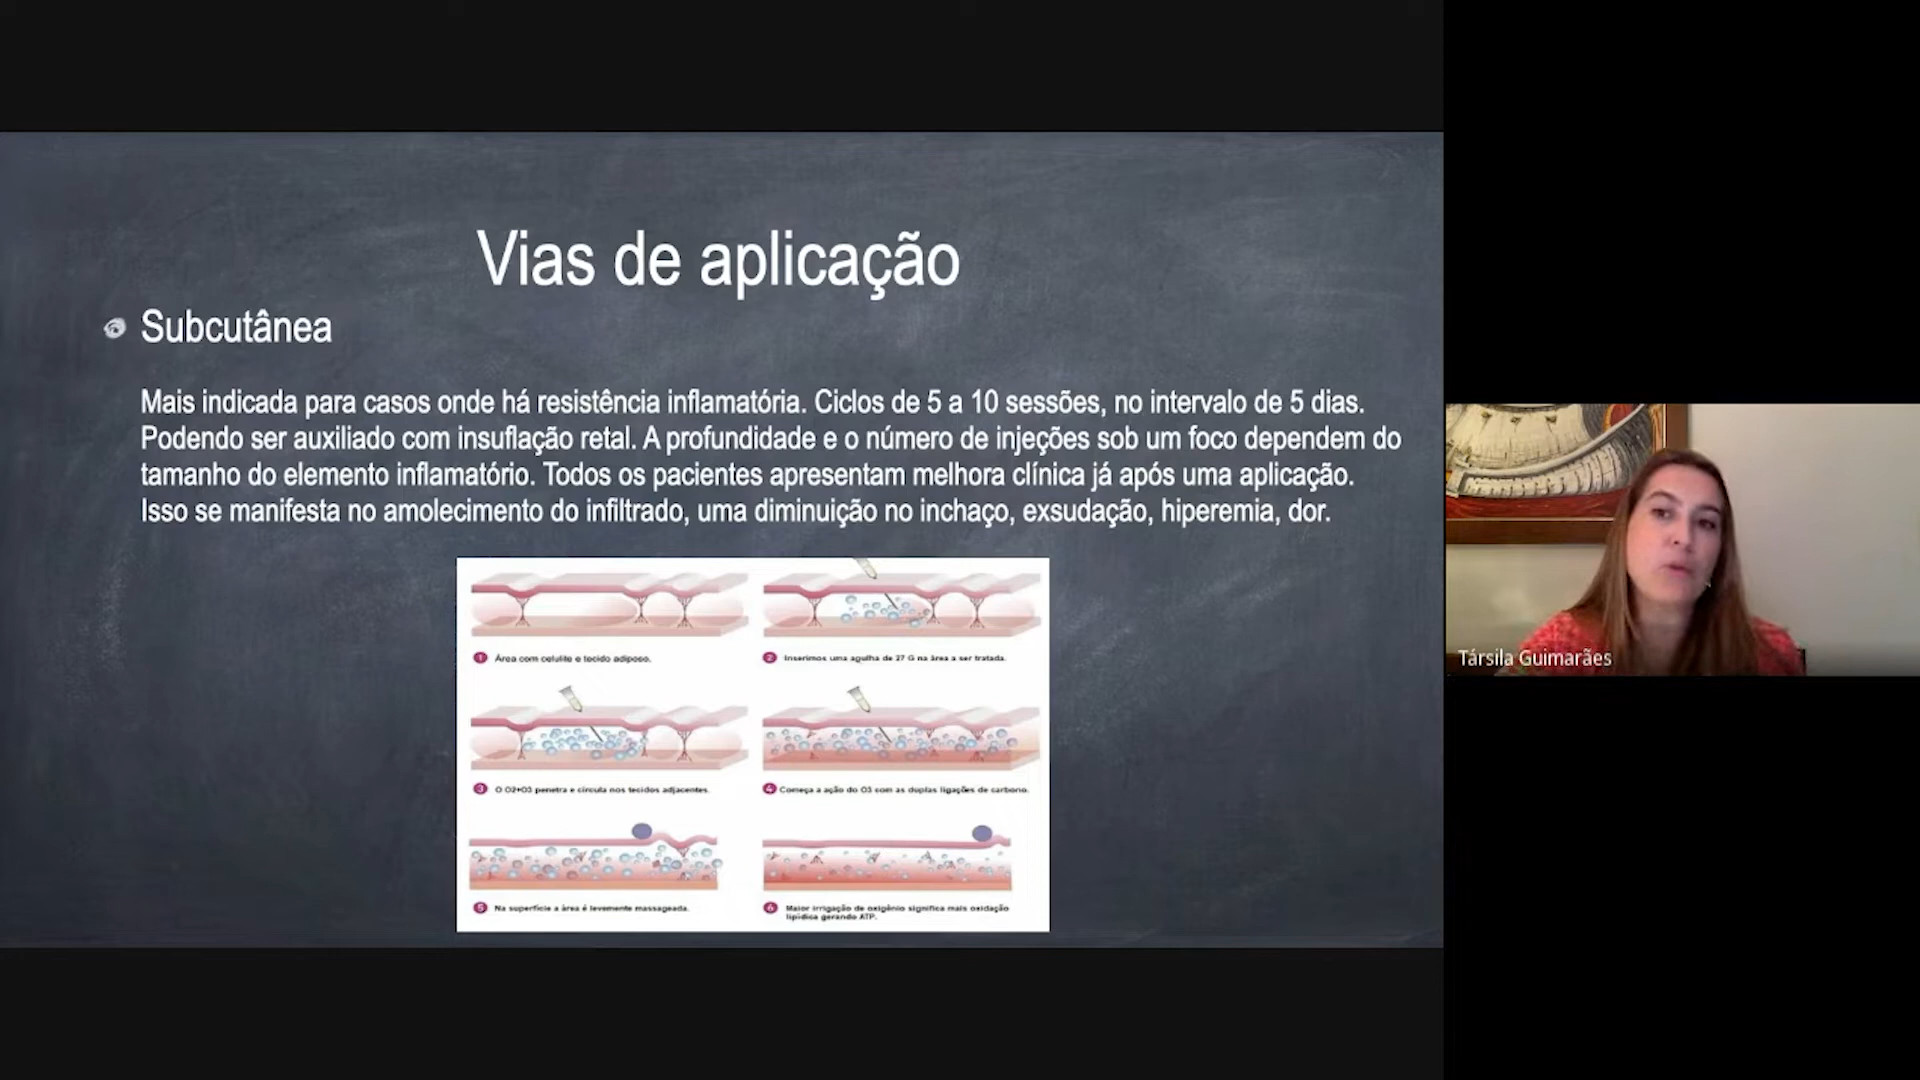 Vias de aplicação
Subcutânea
Mais indicada para casos onde há resistência inflamatória. Ciclos de 5 a 10 sessões, no intervalo de 5 dias.
Podendo ser auxiliado com insuflação retal. A profundidade e o número de injeções sob um foco dependem do
tamanho do elemento inflamatório. Todos os pacientes apresentam melhora clínica já após uma aplicação.
Isso se manifesta no amolecimento do infiltrado, uma diminuição no inchaço, exsudação, hiperemia, dor.
1 Área com celulite e tecido adiposo.
2 Inserimos uma agulha de 27 G na área a ser tratada.
3 O O2+O3 penetra e circula nos tecidos adjacentes.
4 Começa a ação do O3 com as duplas ligações de carbono.
5 Na superfície a área é levemente massageada.
6 Maior irrigação de oxigênio significa mais oxidação
lipídica gerando ATP.
Társila Guimarães